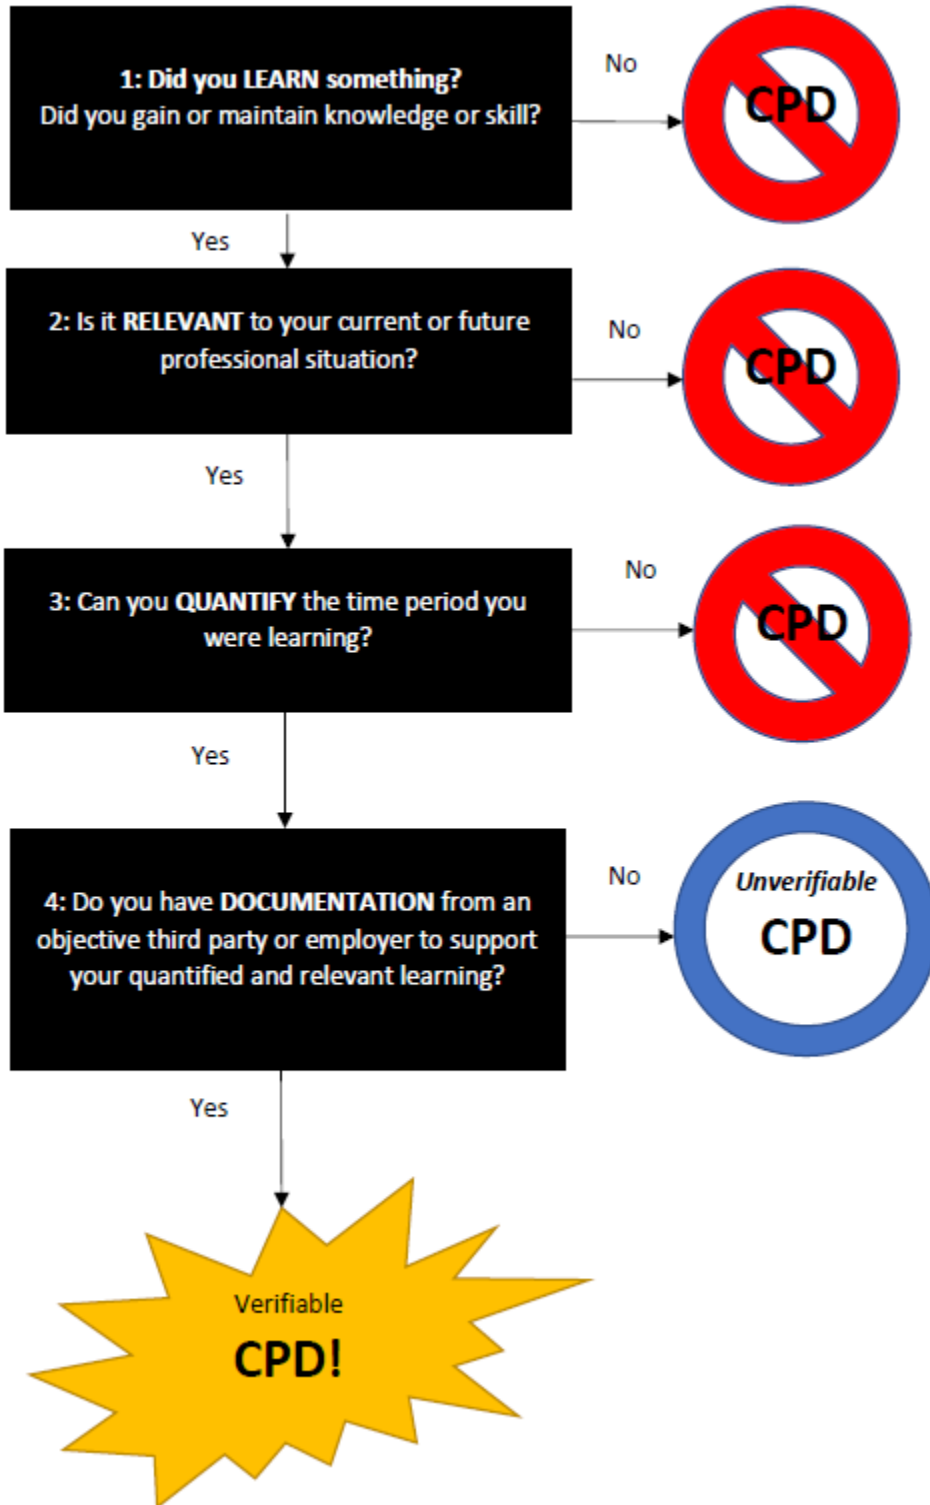 1: Did you LEARN something?
Did you gain or maintain knowledge or skill?
No
CPD
Yes
2: Is it RELEVANT to your current or future
professional situation?
No
CPD
Yes
3: Can you QUANTIFY the time period you
were learning?
No
CPD
Yes
4: Do you have DOCUMENTATION from an
objective third party or employer to support
your quantified and relevant learning?
No
Unverifiable
CPD
Yes
Verifiable
CPD!